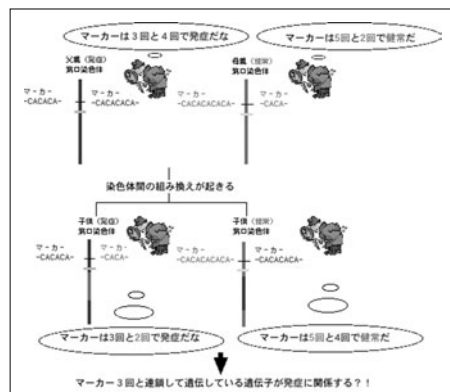 マーカーは３回と４回で発症だな
マーカーは5回と2回で健常だ
父親（発症）
第□染色体
マーカー
-CACACA-
マーカー
-CACACACA-
母親（健常）
第□染色体
マーカー
-CACACACACA-
マーカー
-CACA-
染色体間の組み換えが起きる
子供（発症）
第□染色体
マーカー
-CACACA-
マーカー
-CACA-
子供（健常）
第□染色体
マーカー
-CACACACACA-
マーカー
-CACACACA-
マーカーは3回と2回で発症だな
マーカーは5回と4回で健常だ
マーカー３回と連鎖して遺伝している遺伝子が発症に関係する？！